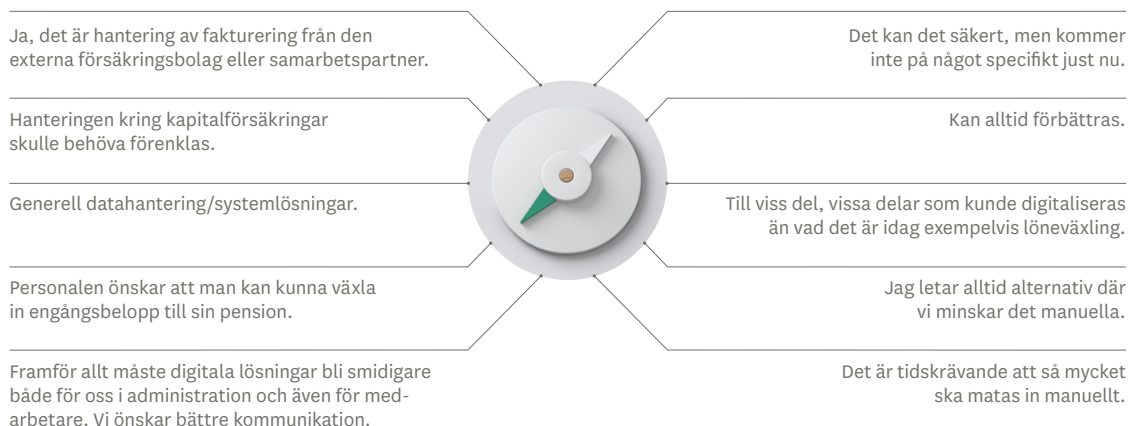 Ja, det är hantering av fakturering från den
externa försäkringsbolag eller samarbetspartner.
Hanteringen kring kapitalförsäkringar
skulle behöva förenklas.
Generell datahantering/systemlösningar.
Personalen önskar att man kan kunna växla
in engångsbelopp till sin pension.
Framför allt måste digitala lösningar bli smidigare
både för oss i administration och även för med-
arbetare. Vi önskar bättre kommunikation.
Det kan det säkert, men kommer
inte på något specifikt just nu.
Kan alltid förbättras.
Till viss del, vissa delar som kunde digitaliseras
än vad det är idag exempelvis löneväxling.
Jag letar alltid alternativ där
vi minskar det manuella.
Det är tidskrävande att så mycket
ska matas in manuellt.